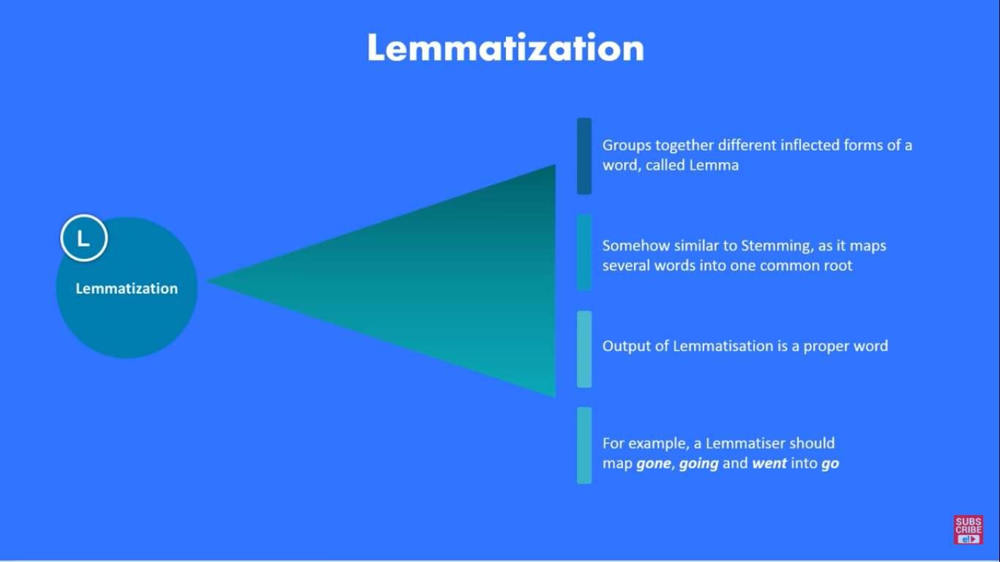 Lemmatization
L
Lemmatization
Groups together different inflected forms of a
word, called Lemma
Somehow similar to Stemming, as it maps
several words into one common root
Output of Lemmatisation is a proper word
For example, a Lemmatiser should
map gone, going and went into go
SUBS
CRIBE
e!